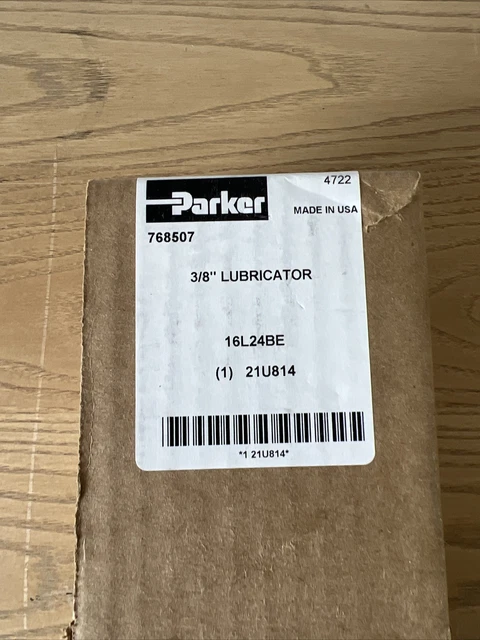 4722
Parker
MADE IN USA
768507
3/8" LUBRICATOR
16L24BE
(1) 21U814
*1 21U814*